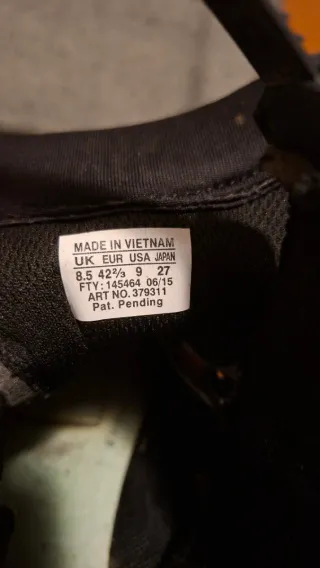 MADE IN VIETNAM
UK EUR USA JAPAN
8.5 42⅔ 9 27
FTY: 145464 06/15
ART NO. 379311
Pat. Pending